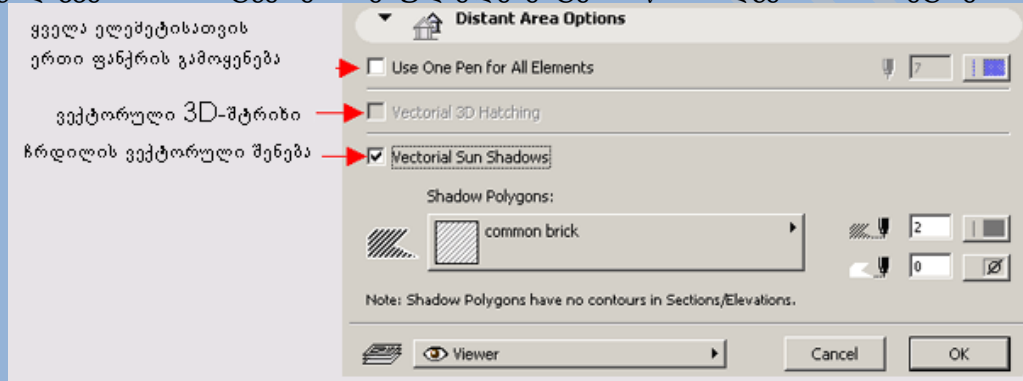 Distant Area Options
ყველა ელემეტისათვის
ერთი ფანქრის გამოყენება
Use One Pen for All Elements
7
ვექტორული 3D-შტრიხი
Vectorial 3D Hatching
ჩრდილის ვექტორული შენება
Vectorial Sun Shadows
Shadow Polygons:
common brick
2
0
Note: Shadow Polygons have no contours in Sections/Elevations.
Viewer
Cancel
OK